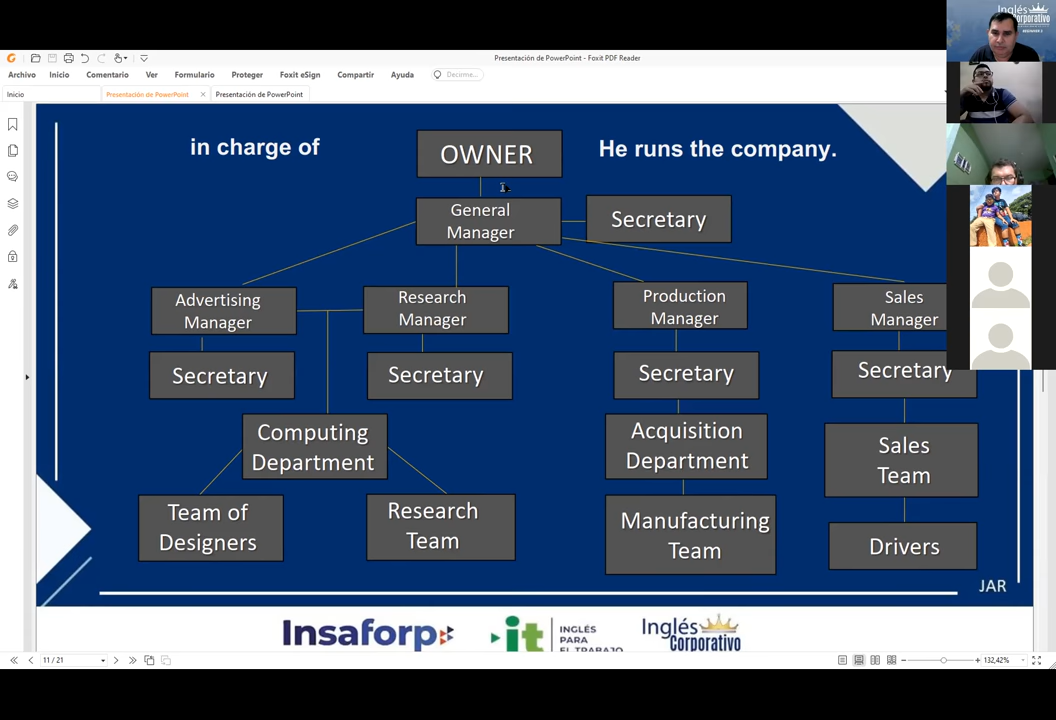 Inglés
Corporativo
BEGINNER 2
Presentación de PowerPoint - Foxit PDF Reader
Archivo Inicio Comentario Ver Formulario Proteger Foxit eSign Compartir Ayuda Decime...
Inicio Presentación de PowerPoint Presentación de PowerPoint
in charge of
OWNER
He runs the company.
General
Manager
Secretary
Advertising
Manager
Research
Manager
Production
Manager
Sales
Manager
Secretary
Secretary
Secretary
Secretary
Computing
Department
Acquisition
Department
Sales
Team
Team of
Designers
Research
Team
Manufacturing
Team
Drivers
JAR
Insaforp
it
INGLÉS
PARA
EL TRABAJO
Inglés
Corporativo
11 / 21
132,42%